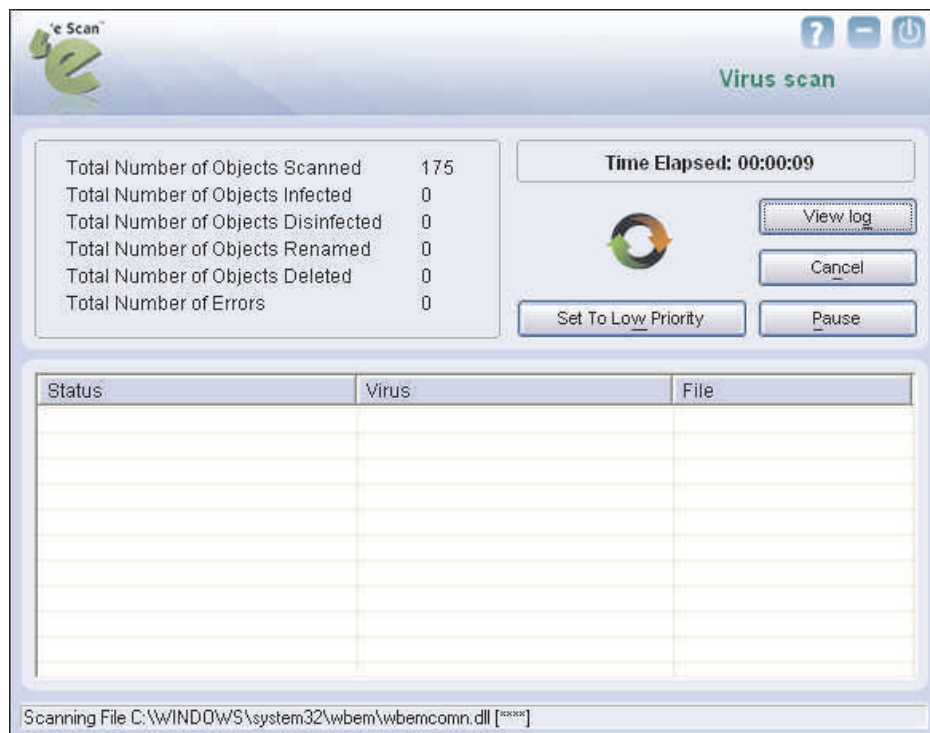 e Scan™
?
Virus scan
Total Number of Objects Scanned 175
Total Number of Objects Infected 0
Total Number of Objects Disinfected 0
Total Number of Objects Renamed 0
Total Number of Objects Deleted 0
Total Number of Errors 0
Time Elapsed: 00:00:09
View log
Cancel
Set To Low Priority
Pause
Status Virus File
Scanning File C:\WINDOWS\system32\wbem\wbemcomn.dll [****]